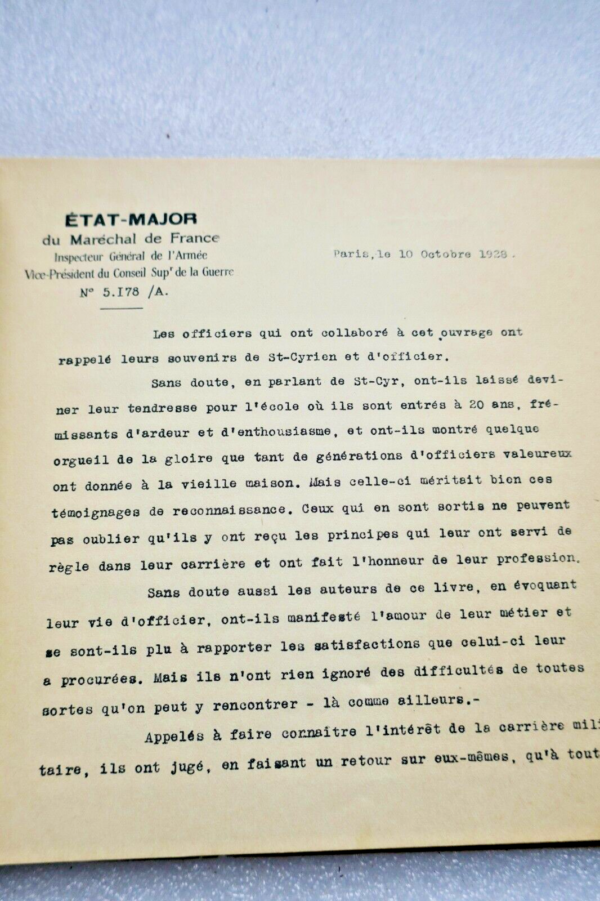 ÉTAT-MAJOR
du Maréchal de France
Inspecteur Général de l'Armée
Vice-Président du Conseil Supr de la Guerre
N° 5.178 /A.
Paris, le 10 Octobre 1929.
Les officiers qui ont collaboré à cet ouvrage ont
rappelé leurs souvenirs de St-Cyrien et d'officier.
Sans doute, en parlant de St-Cyr, ont-ils laissé devi-
ner leur tendresse pour l'école où ils sont entrés à 20 ans, fré-
missants d'ardeur et d'enthousiasme, et ont-ils montré quelque
orgueil de la gloire que tant de générations d'officiers valeureux
ont donnée à la vieille maison. Mais celle-ci méritait bien ces
témoignages de reconnaissance. Ceux qui en sont sortis ne peuvent
pas oublier qu'ils y ont reçu les principes qui leur ont servi de
règle dans leur carrière et ont fait l'honneur de leur profession.
Sans doute aussi les auteurs de ce livre, en évoquant
leur vie d'officier, ont-ils manifesté l'amour de leur métier et
se sont-ils plu à rapporter les satisfactions que celui-ci leur
a procurées. Mais ils n'ont rien ignoré des difficultés de toutes
sortes qu'on peut y rencontrer - là comme ailleurs.-
Appelés à faire connaître l'intérêt de la carrière mili
taire, ils ont jugé, en faisant un retour sur eux-mêmes, qu'à tout